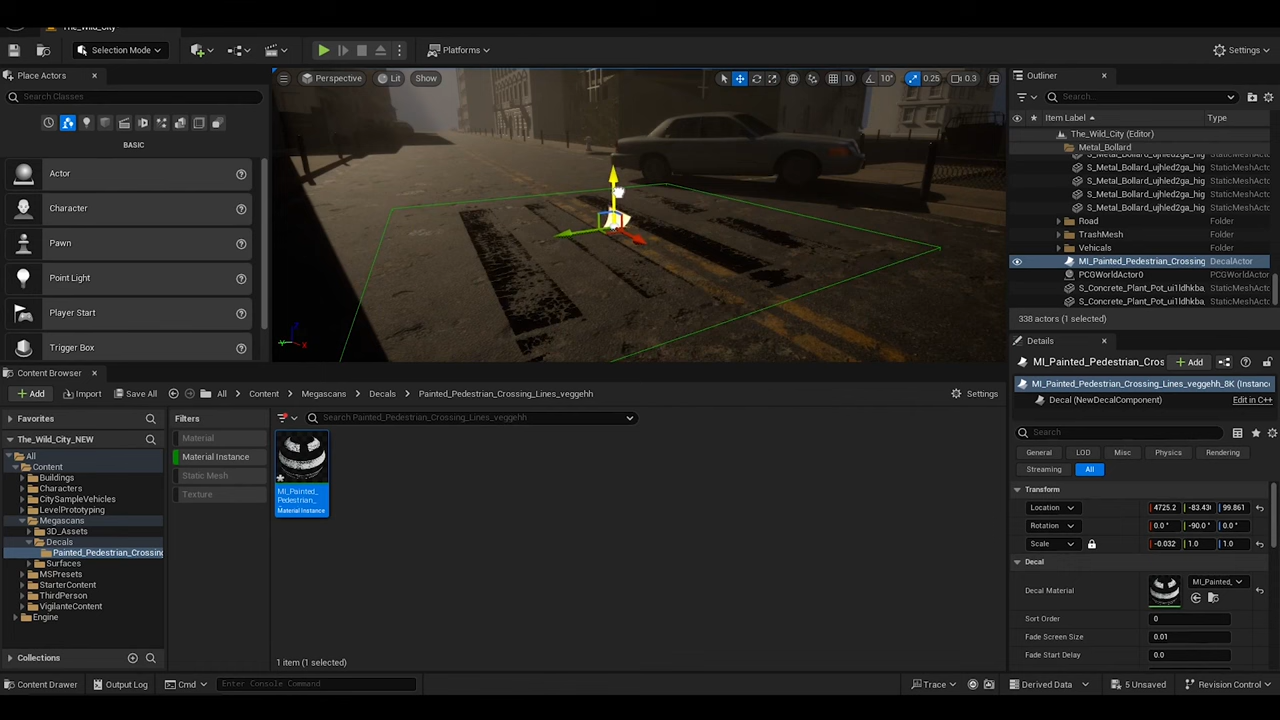 The_Wild_City
Selection Mode
Platforms
Settings
Place Actors
Search Classes
BASIC
Actor
Character
Pawn
Point Light
Player Start
Trigger Box
Perspective
Lit
Show
10
10°
0.25
0.3
Outliner
Search...
Item Label
Type
The_Wild_City (Editor)
Metal_Bollard
S_Metal_Bollard_ujhled2ga_hig StaticMeshActor
S_Metal_Bollard_ujhled2ga_hig StaticMeshActor
S_Metal_Bollard_ujhled2ga_hig StaticMeshActor
S_Metal_Bollard_ujhled2ga_hig StaticMeshActor
S_Metal_Bollard_ujhled2ga_hig StaticMeshActor
Road Folder
TrashMesh Folder
Vehicals Folder
MI_Painted_Pedestrian_Crossing DecalActor
PCGWorldActor0 PCGWorldActor
S_Concrete_Plant_Pot_ui1ldhkba StaticMeshActor
S_Concrete_Plant_Pot_ui1ldhkba StaticMeshActor
338 actors (1 selected)
Details
MI_Painted_Pedestrian_Cros
Add
MI_Painted_Pedestrian_Crossing_Lines_veggehh_8K (Instance
Decal (NewDecalComponent)
Edit in C++
Search
General LOD Misc Physics Rendering
Streaming All
Transform
Location 4725.2 -83.43 99.861
Rotation 0.0° -90.0° 0.0°
Scale -0.032 1.0 1.0
Decal
Decal Material MI_Painted_
Sort Order 0
Fade Screen Size 0.01
Fade Start Delay 0.0
Content Browser
Add Import Save All All Content Megascans Decals Painted_Pedestrian_Crossing_Lines_veggehh Settings
Favorites
The_Wild_City_NEW
All
Content
Buildings
Characters
CitySampleVehicles
LevelPrototyping
Megascans
3D_Assets
Decals
Painted_Pedestrian_Crossing
Surfaces
MSPresets
StarterContent
ThirdPerson
VigilanteContent
Engine
Collections
Filters
Material
Material Instance
Static Mesh
Texture
Search Painted_Pedestrian_Crossing_Lines_veggehh
MI_Painted_
Pedestrian_
Material Instance
1 item (1 selected)
Content Drawer Output Log Cmd Enter Console Command Trace Derived Data 5 Unsaved Revision Control